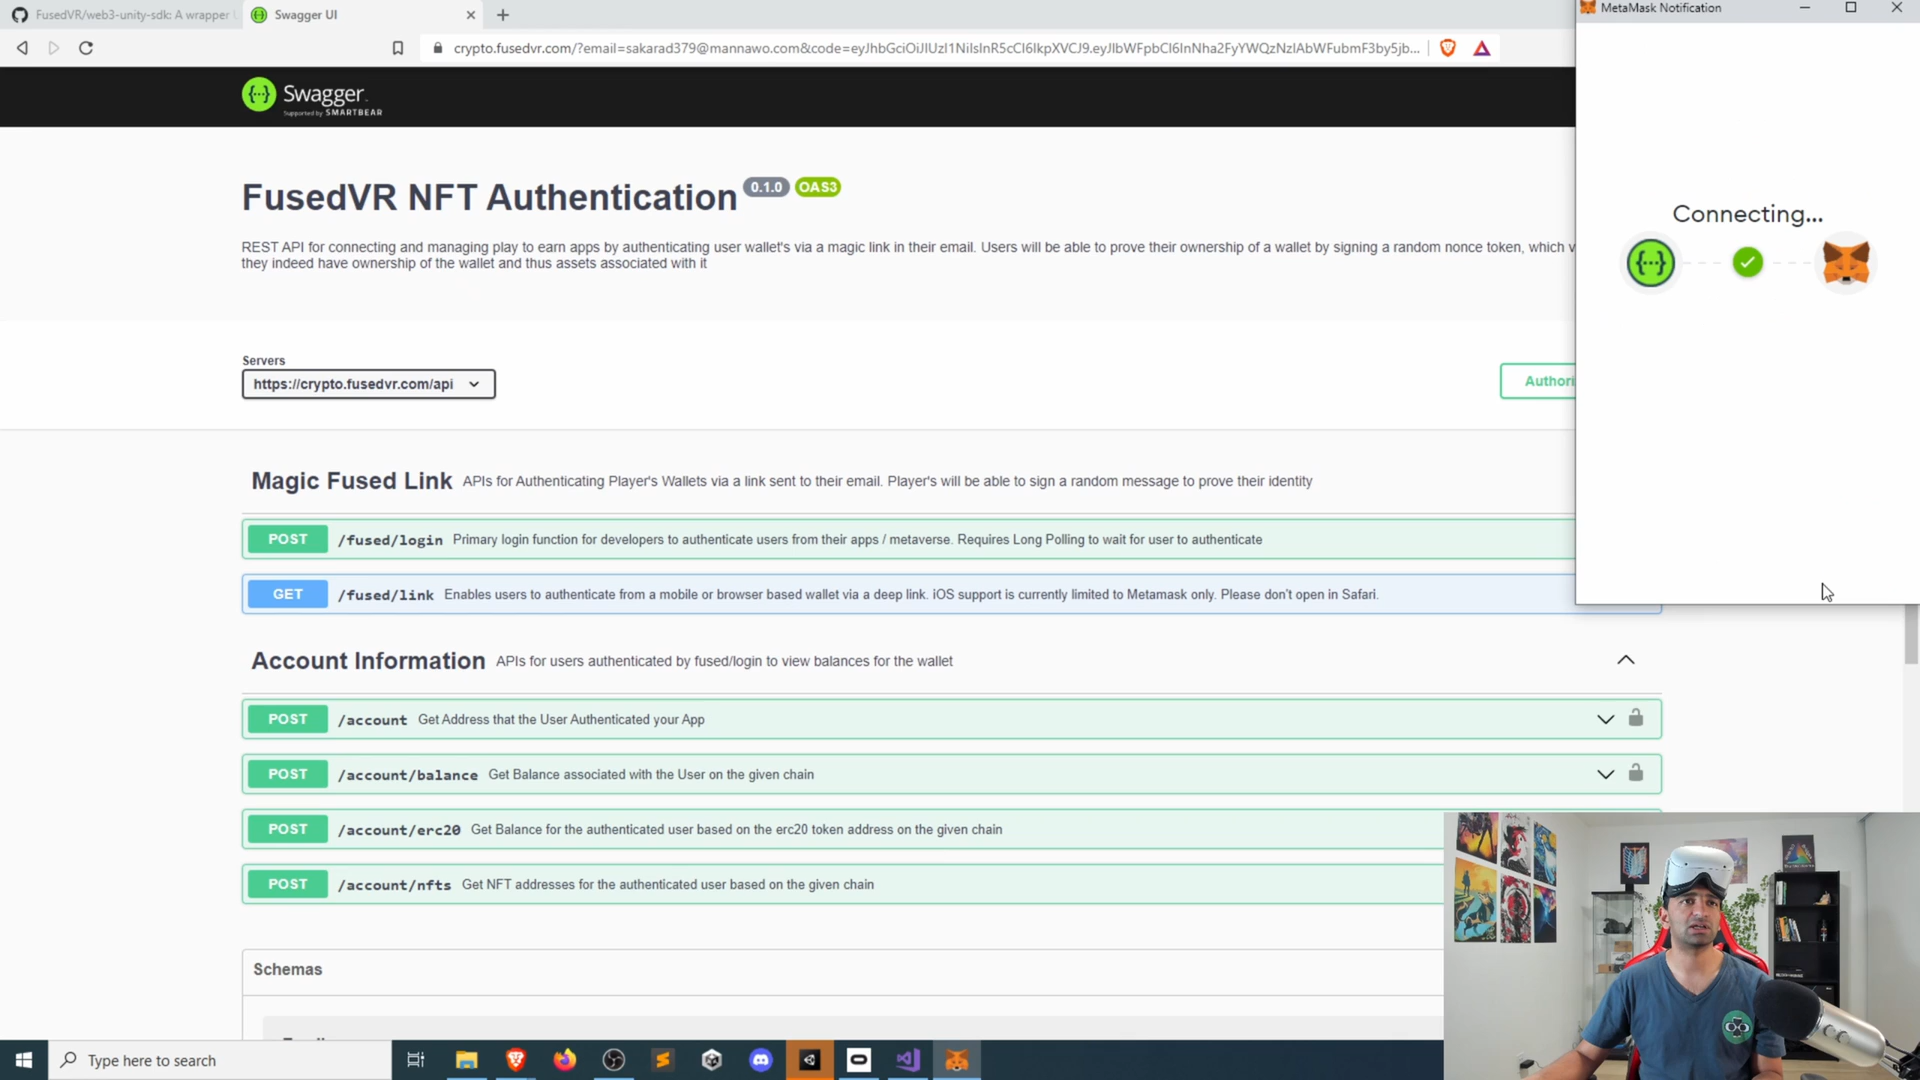 FusedVR/web3-unity-sdk: A wrapper
Swagger UI
MetaMask Notification
crypto.fusedvr.com/?email=sakarad379@mannawo.com&code=eyJhbGciOiJIUzI1NiIsInR5cCI6IkpXVCJ9.eyJlbWFpbCI6InNha2FyYWQzNzlAbWFubmF3by5jb...
Swagger
Supported by SMARTBEAR
FusedVR NFT Authentication 0.1.0 OAS3
Connecting...
REST API for connecting and managing play to earn apps by authenticating user wallet's via a magic link in their email. Users will be able to prove their ownership of a wallet by signing a random nonce token, which v
they indeed have ownership of the wallet and thus assets associated with it
Servers
https://crypto.fusedvr.com/api
Authori
Magic Fused Link APIs for Authenticating Player's Wallets via a link sent to their email. Player's will be able to sign a random message to prove their identity
POST /fused/login Primary login function for developers to authenticate users from their apps / metaverse. Requires Long Polling to wait for user to authenticate
GET /fused/link Enables users to authenticate from a mobile or browser based wallet via a deep link. iOS support is currently limited to Metamask only. Please don't open in Safari.
Account Information APIs for users authenticated by fused/login to view balances for the wallet
POST /account Get Address that the User Authenticated your App
POST /account/balance Get Balance associated with the User on the given chain
POST /account/erc20 Get Balance for the authenticated user based on the erc20 token address on the given chain
POST /account/nfts Get NFT addresses for the authenticated user based on the given chain
Schemas
Type here to search